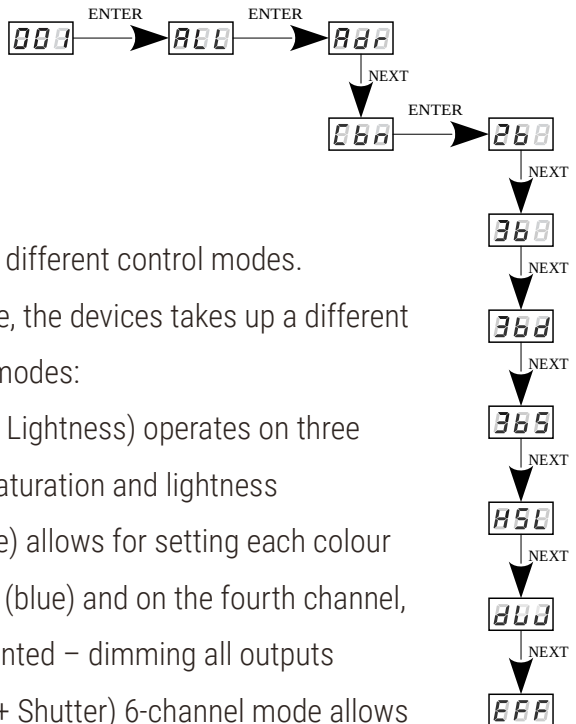 ENTER
ENTER
001
ALL
Adr
NEXT
ENTER
Cbn
2b
NEXT
3b
NEXT
different control modes.
e, the devices takes up a different
3bd
modes:
NEXT
Lightness) operates on three
3bS
aturation and lightness
NEXT
HSL
e) allows for setting each colour
NEXT
(blue) and on the fourth channel,
nted – dimming all outputs
NEXT
+ Shutter) 6-channel mode allows
EFF